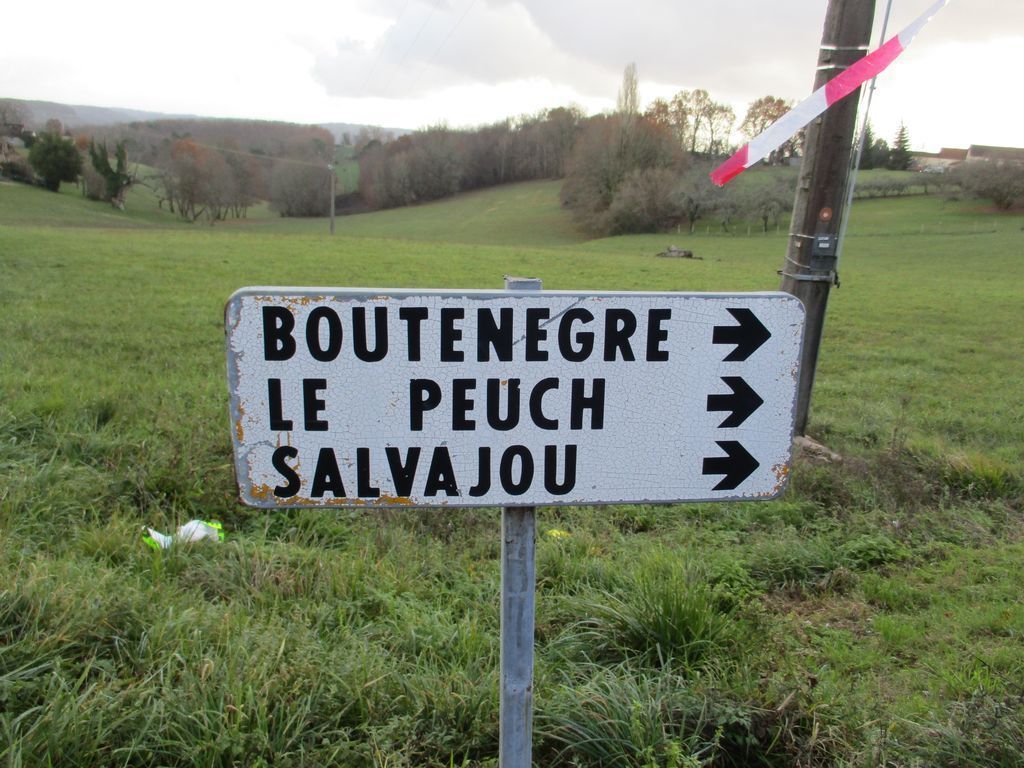 BOUTENEGRE →
LE PEUCH →
SALVAJOU →